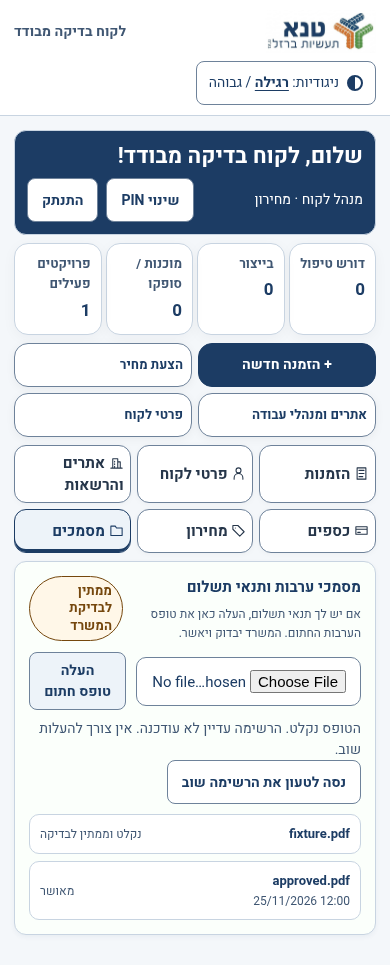 טנא
תעשיות ברזל
לקוח בדיקה מבודד
ניגודיות: רגילה / גבוהה
שלום, לקוח בדיקה מבודד!
מנהל לקוח · מחירון
שינוי PIN
התנתק
דורש טיפול
0
בייצור
0
מוכנות /
סופקו
0
פרויקטים
פעילים
1
+ הזמנה חדשה
הצעת מחיר
אתרים ומנהלי עבודה
פרטי לקוח
הזמנות
פרטי לקוח
אתרים
והרשאות
כספים
מחירון
מסמכים
מסמכי ערבות ותנאי תשלום
אם יש לך תנאי תשלום, העלה כאן את טופס
הערבות החתום. המשרד יבדוק ויאשר.
ממתין
לבדיקת
המשרד
Choose File No file...hosen
העלה
טופס חתום
הטופס נקלט. הרשימה עדיין לא עודכנה. אין צורך להעלות
שוב.
נסה לטעון את הרשימה שוב
fixture.pdf
נקלט וממתין לבדיקה
approved.pdf
25/11/2026 12:00
מאושר